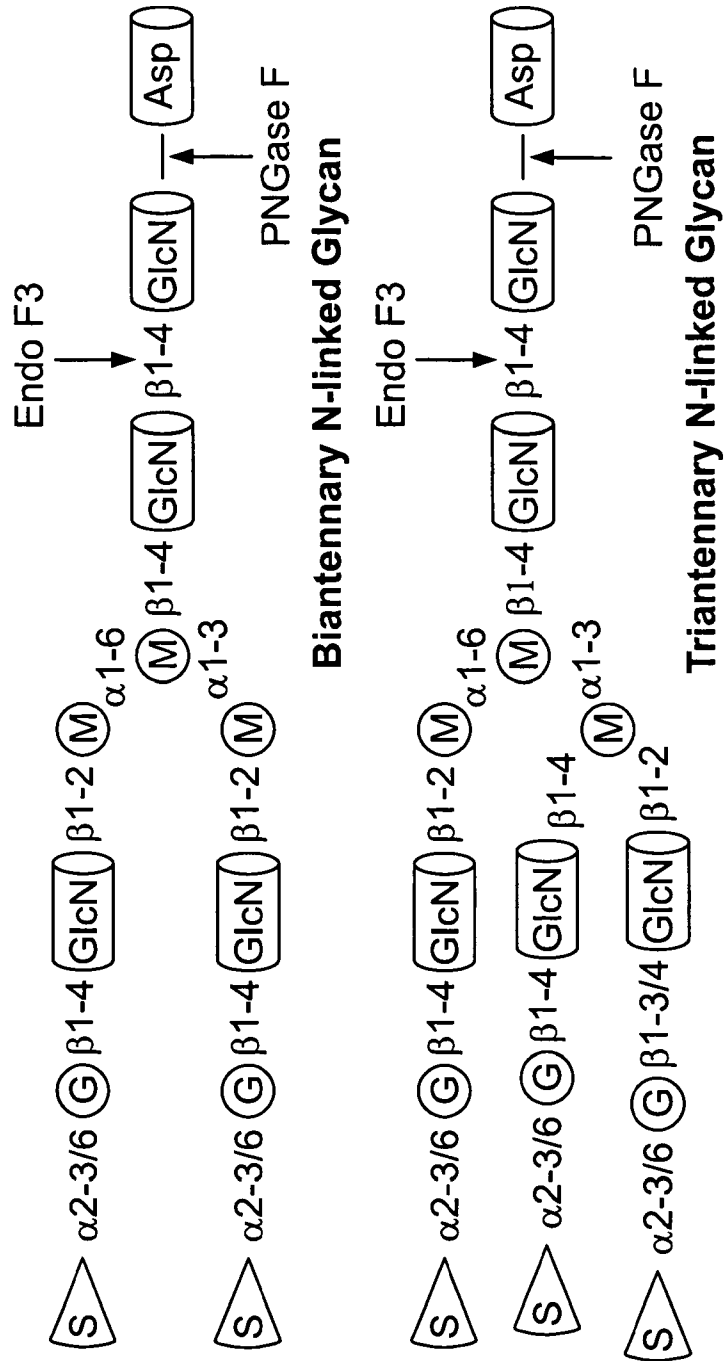 Endo F3
S α2-3/6 G β1-4 GlcN β1-2 M
α1-6
M β1-4 GlcN β1-4 GlcN Asp
α1-3
S α2-3/6 G β1-4 GlcN β1-2 M
PNGase F
Biantennary N-linked Glycan
Endo F3
S α2-3/6 G β1-4 GlcN β1-2 M
α1-6
M β1-4 GlcN β1-4 GlcN Asp
α1-3
S α2-3/6 G β1-4 GlcN β1-4
M
S α2-3/6 G β1-3/4 GlcN β1-2
PNGase F
Triantennary N-linked Glycan